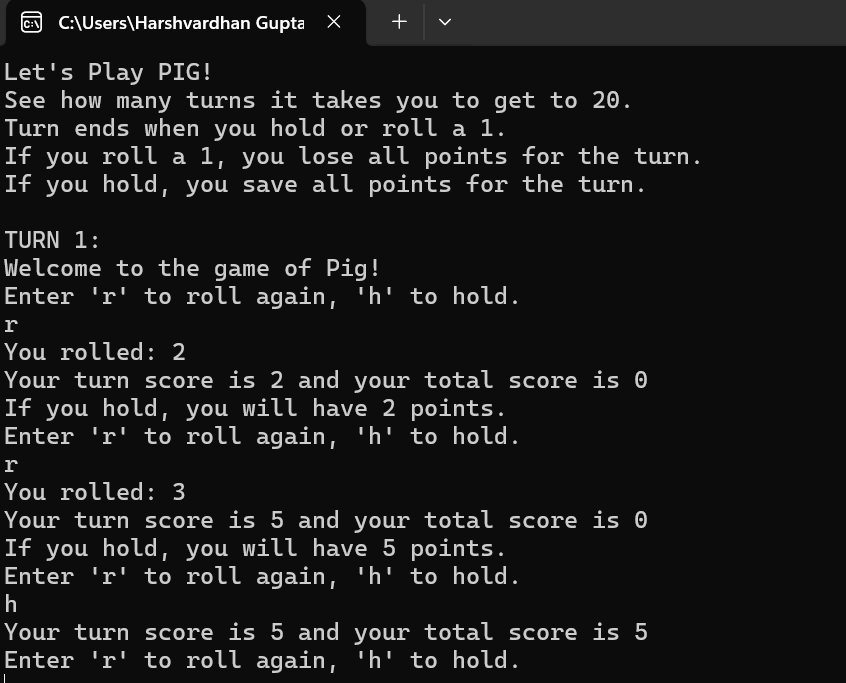 C:\Users\Harshvardhan Gupta
Let's Play PIG!
See how many turns it takes you to get to 20.
Turn ends when you hold or roll a 1.
If you roll a 1, you lose all points for the turn.
If you hold, you save all points for the turn.
TURN 1:
Welcome to the game of Pig!
Enter 'r' to roll again, 'h' to hold.
r
You rolled: 2
Your turn score is 2 and your total score is 0
If you hold, you will have 2 points.
Enter 'r' to roll again, 'h' to hold.
r
You rolled: 3
Your turn score is 5 and your total score is 0
If you hold, you will have 5 points.
Enter 'r' to roll again, 'h' to hold.
h
Your turn score is 5 and your total score is 5
Enter 'r' to roll again, 'h' to hold.